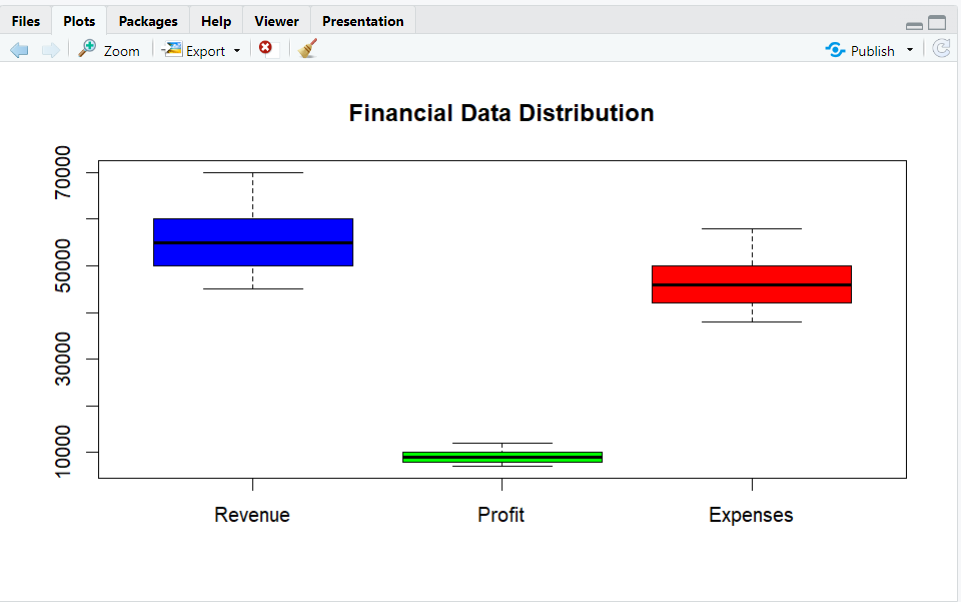 Files Plots Packages Help Viewer Presentation
Zoom Export Publish
Financial Data Distribution
70000
50000
30000
10000
Revenue Profit Expenses